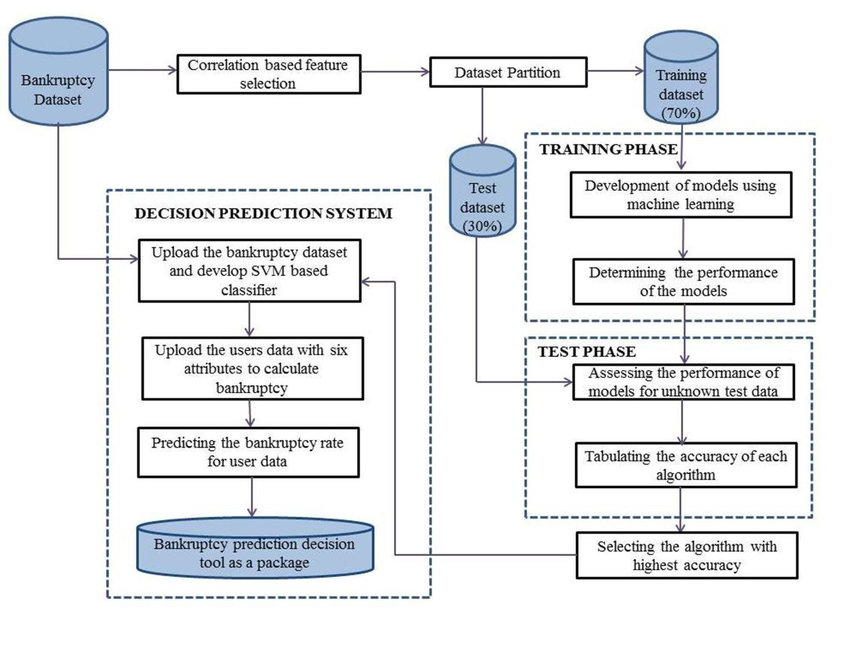 Bankruptcy
Dataset
Correlation based feature
selection
Dataset Partition
Training
dataset
(70%)
Test
dataset
(30%)
TRAINING PHASE
Development of models using
machine learning
Determining the performance
of the models
TEST PHASE
Assessing the performance of
models for unknown test data
Tabulating the accuracy of each
algorithm
Selecting the algorithm with
highest accuracy
DECISION PREDICTION SYSTEM
Upload the bankruptcy dataset
and develop SVM based
classifier
Upload the users data with six
attributes to calculate
bankruptcy
Predicting the bankruptcy rate
for user data
Bankruptcy prediction decision
tool as a package